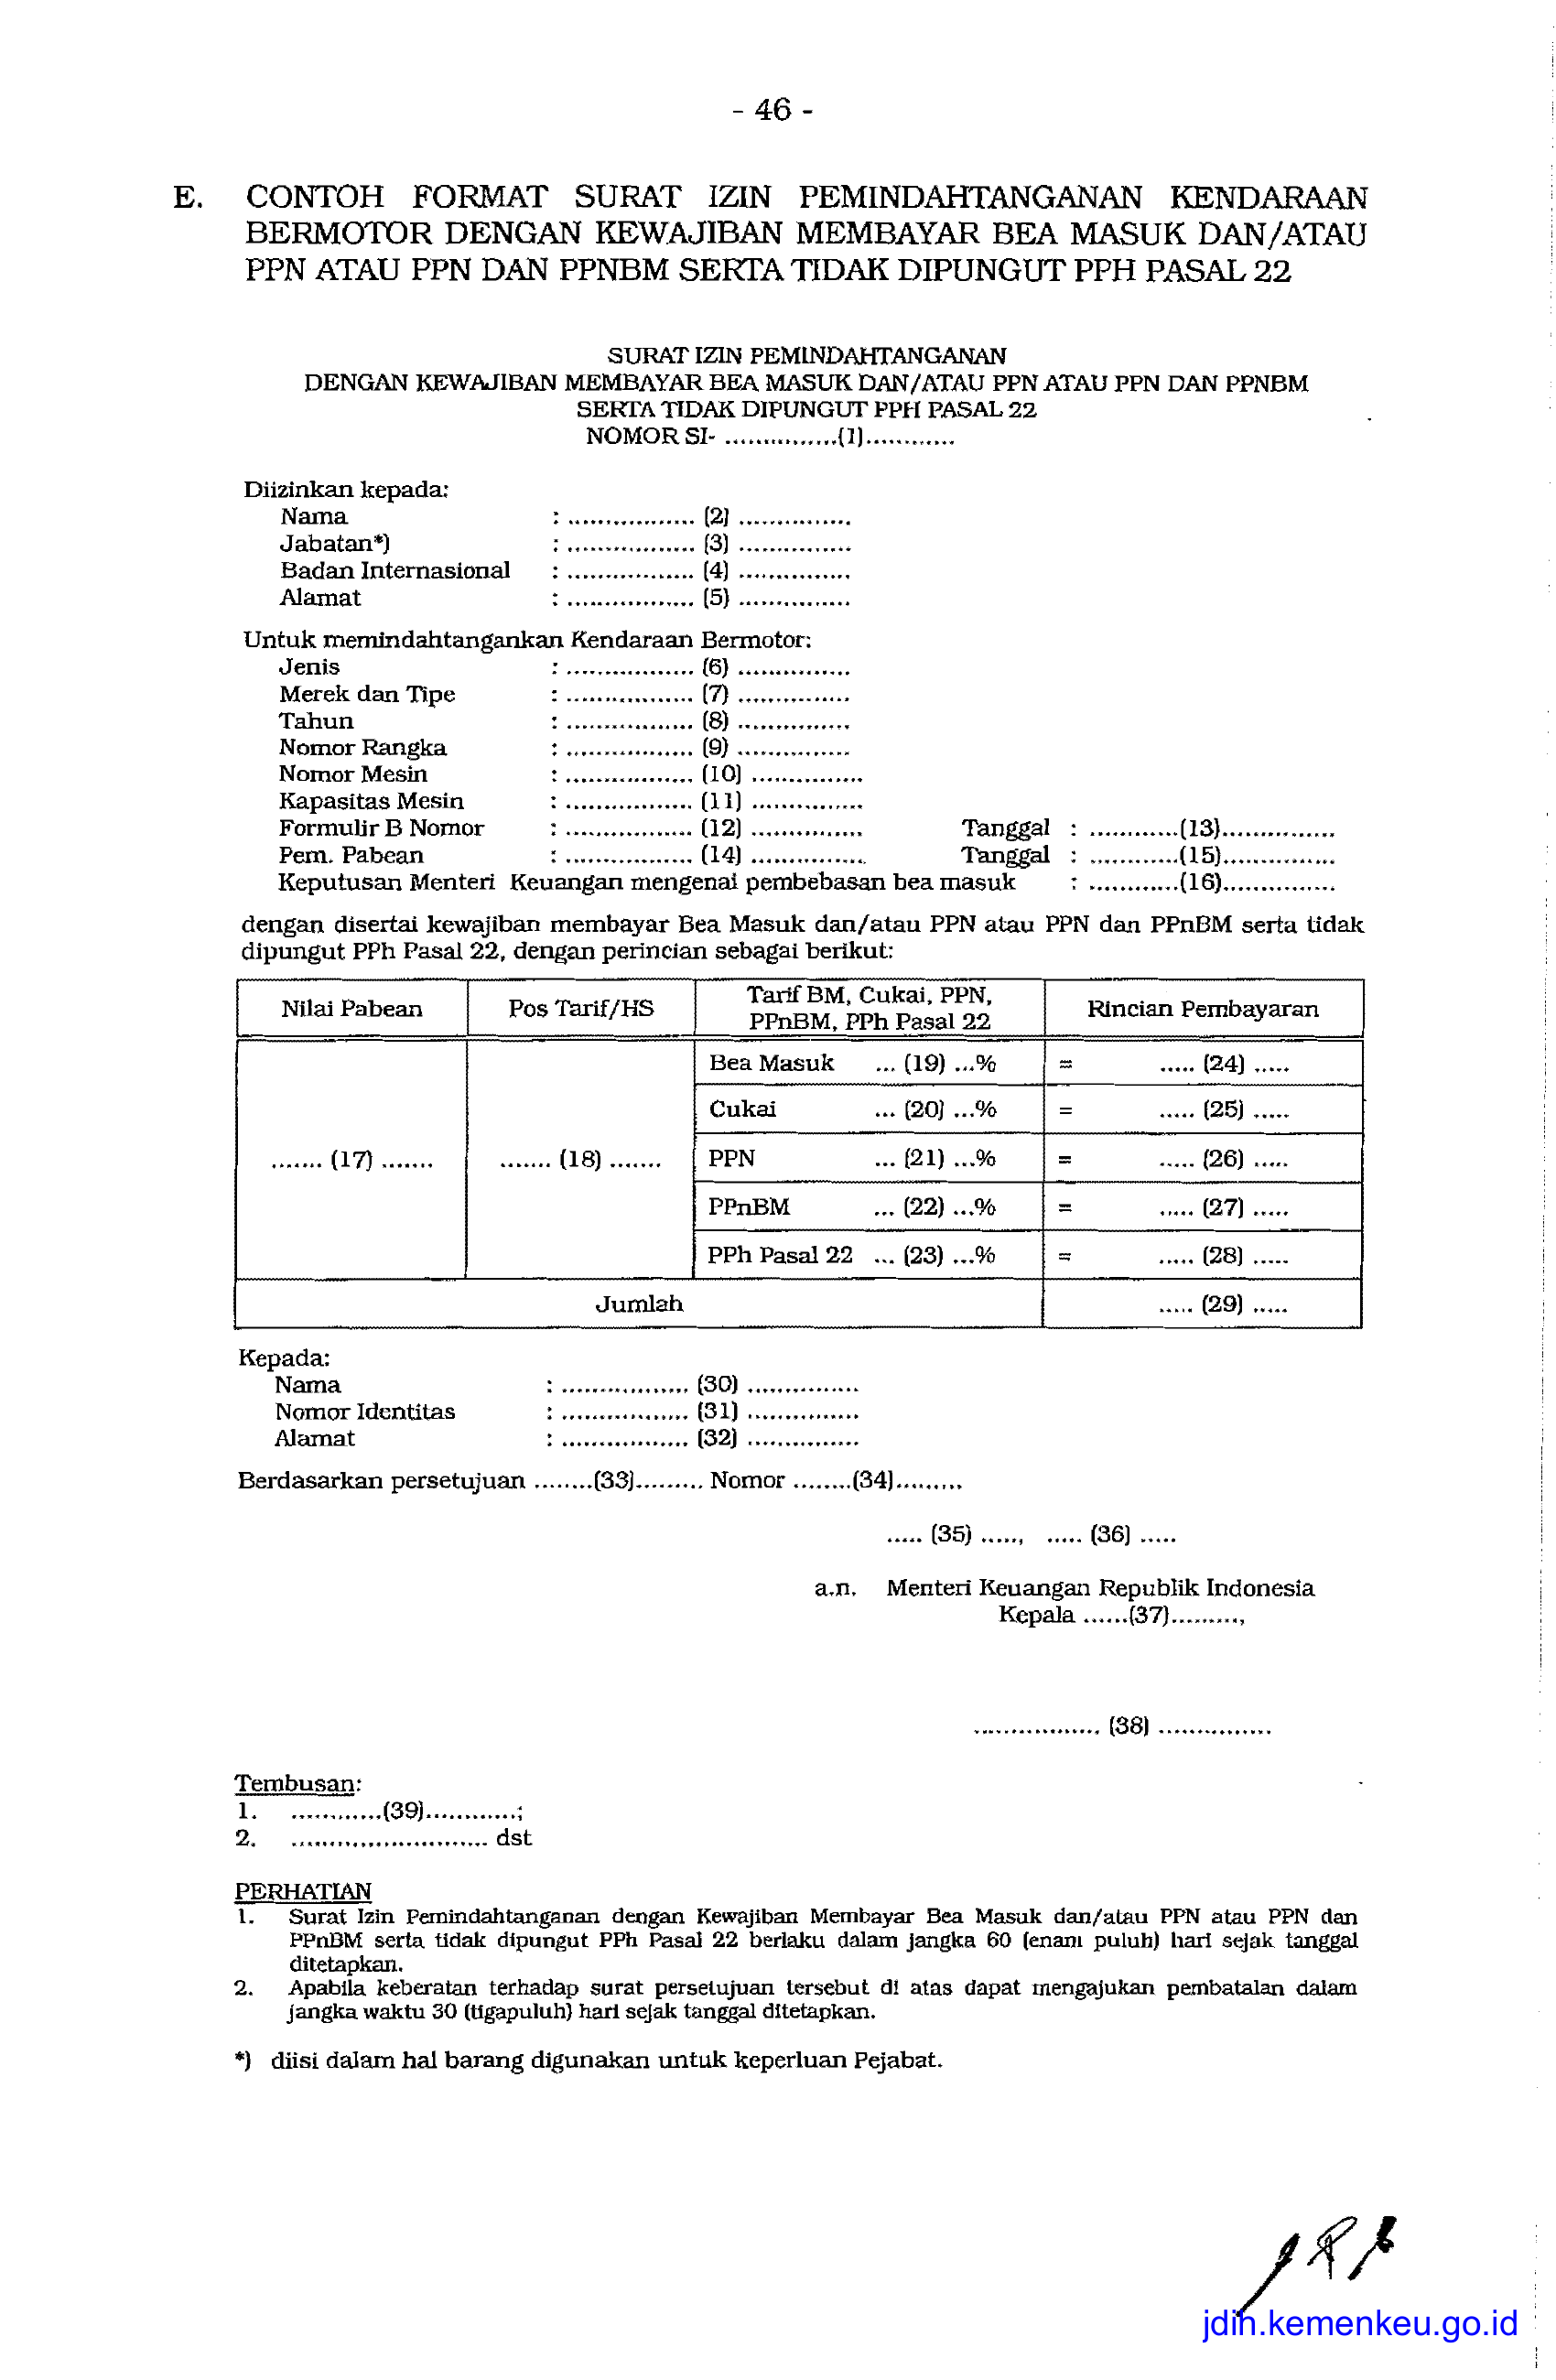 - 46 -
E. CONTOH FORMAT SURAT IZIN PEMINDAHTANGANAN KENDARAAN
BERMOTOR DENGAN KEWAJIBAN MEMBAYAR BEA MASUK DAN/ATAU
PPN ATAU PPN DAN PPNBM SERTA TIDAK DIPUNGUT PPH PASAL 22
SURAT IZIN PEMINDAHTANGANAN
DENGAN KEWAJIBAN MEMBAYAR BEA MASUK DAN/ATAU PPN ATAU PPN DAN PPNBM
SERTA TIDAK DIPUNGUT PPH PASAL 22
NOMOR SI- ...............(1)............
Diizinkan kepada:
Nama : ................. (2) ...............
Jabatan*) : ................. (3) ...............
Badan Internasional : ................. (4) ...............
Alamat : ................. (5) ...............
Untuk memindahtangankan Kendaraan Bermotor:
Jenis : ................. (6) ...............
Merek dan Tipe : ................. (7) ...............
Tahun : ................. (8) ...............
Nomor Rangka : ................. (9) ...............
Nomor Mesin : ................. (10) ...............
Kapasitas Mesin : ................. (11) ...............
Formulir B Nomor : ................. (12) ............... Tanggal : ............(13)...............
Pem. Pabean : ................. (14) ............... Tanggal : ............(15)...............
Keputusan Menteri Keuangan mengenai pembebasan bea masuk : ............(16)...............
dengan disertai kewajiban membayar Bea Masuk dan/atau PPN atau PPN dan PPnBM serta tidak
dipungut PPh Pasal 22, dengan perincian sebagai berikut:
Nilai Pabean Pos Tarif/HS Tarif BM, Cukai, PPN, Rincian Pembayaran
PPnBM, PPh Pasal 22
Bea Masuk ... (19) ...% = ..... (24) .....
Cukai ... (20) ...% = ..... (25) .....
....... (17) ....... ....... (18) ....... PPN ... (21) ...% = ..... (26) .....
PPnBM ... (22) ...% = ..... (27) .....
PPh Pasal 22 ... (23) ...% = ..... (28) .....
Jumlah ..... (29) .....
Kepada:
Nama : ................. (30) ...............
Nomor Identitas : ................. (31) ...............
Alamat : ................. (32) ...............
Berdasarkan persetujuan ........(33)......... Nomor ........(34).........
..... (35) ....., ..... (36) .....
a.n. Menteri Keuangan Republik Indonesia
Kepala ......(37).........,
................. (38) ...............
Tembusan:
1. ............(39)............;
2. .......................... dst
PERHATIAN
1. Surat Izin Pemindahtanganan dengan Kewajiban Membayar Bea Masuk dan/atau PPN atau PPN dan
PPnBM serta tidak dipungut PPh Pasal 22 berlaku dalam jangka 60 (enam puluh) hari sejak tanggal
ditetapkan.
2. Apabila keberatan terhadap surat persetujuan tersebut di atas dapat mengajukan pembatalan dalam
jangka waktu 30 (tigapuluh) hari sejak tanggal ditetapkan.
*) diisi dalam hal barang digunakan untuk keperluan Pejabat.
jdih.kemenkeu.go.id